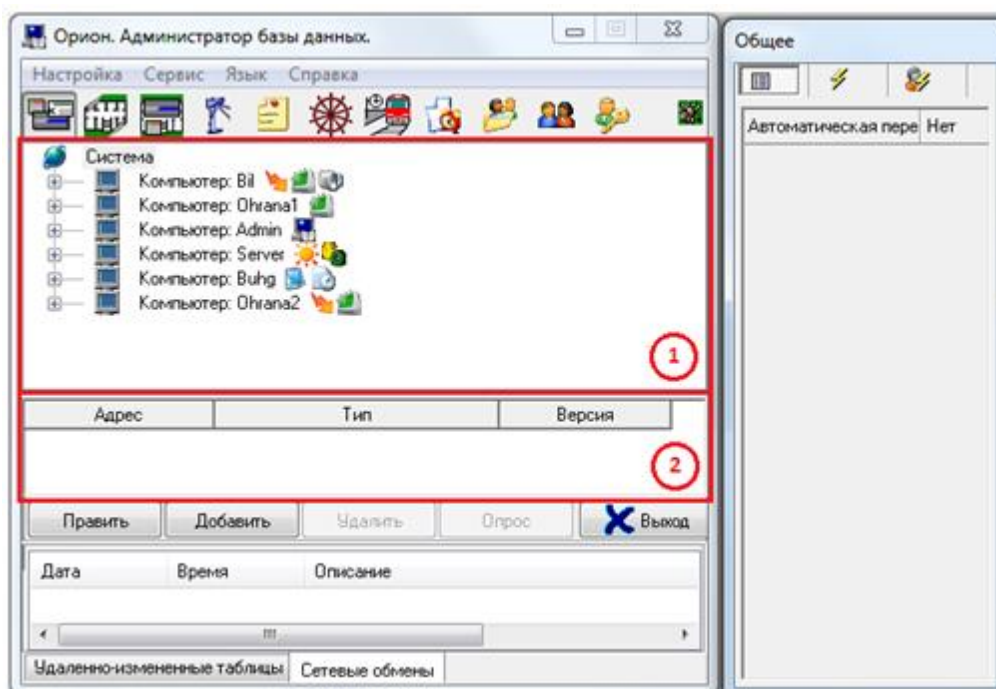 Орион. Администратор базы данных.
Настройка Сервис Язык Справка
Система
Компьютер: Bil
Компьютер: Ohrana1
Компьютер: Admin
Компьютер: Server
Компьютер: Buhg
Компьютер: Ohrana2
1
Адрес Тип Версия
2
Править Добавить Удалить Опрос Выход
Дата Время Описание
Удаленно-измененные таблицы Сетевые обмены
Общее
Автоматическая пере Нет